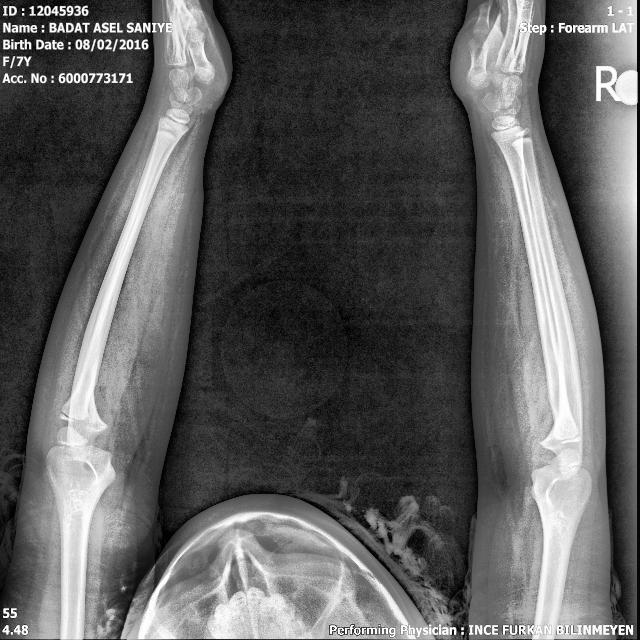 ID : 12045936
Name : BADAT ASEL SANIYE
Birth Date : 08/02/2016
F/7Y
Acc. No : 6000773171
1 - 1
Step : Forearm LAT
R
55
4.48
Performing Physician : INCE FURKAN BILINMEYEN